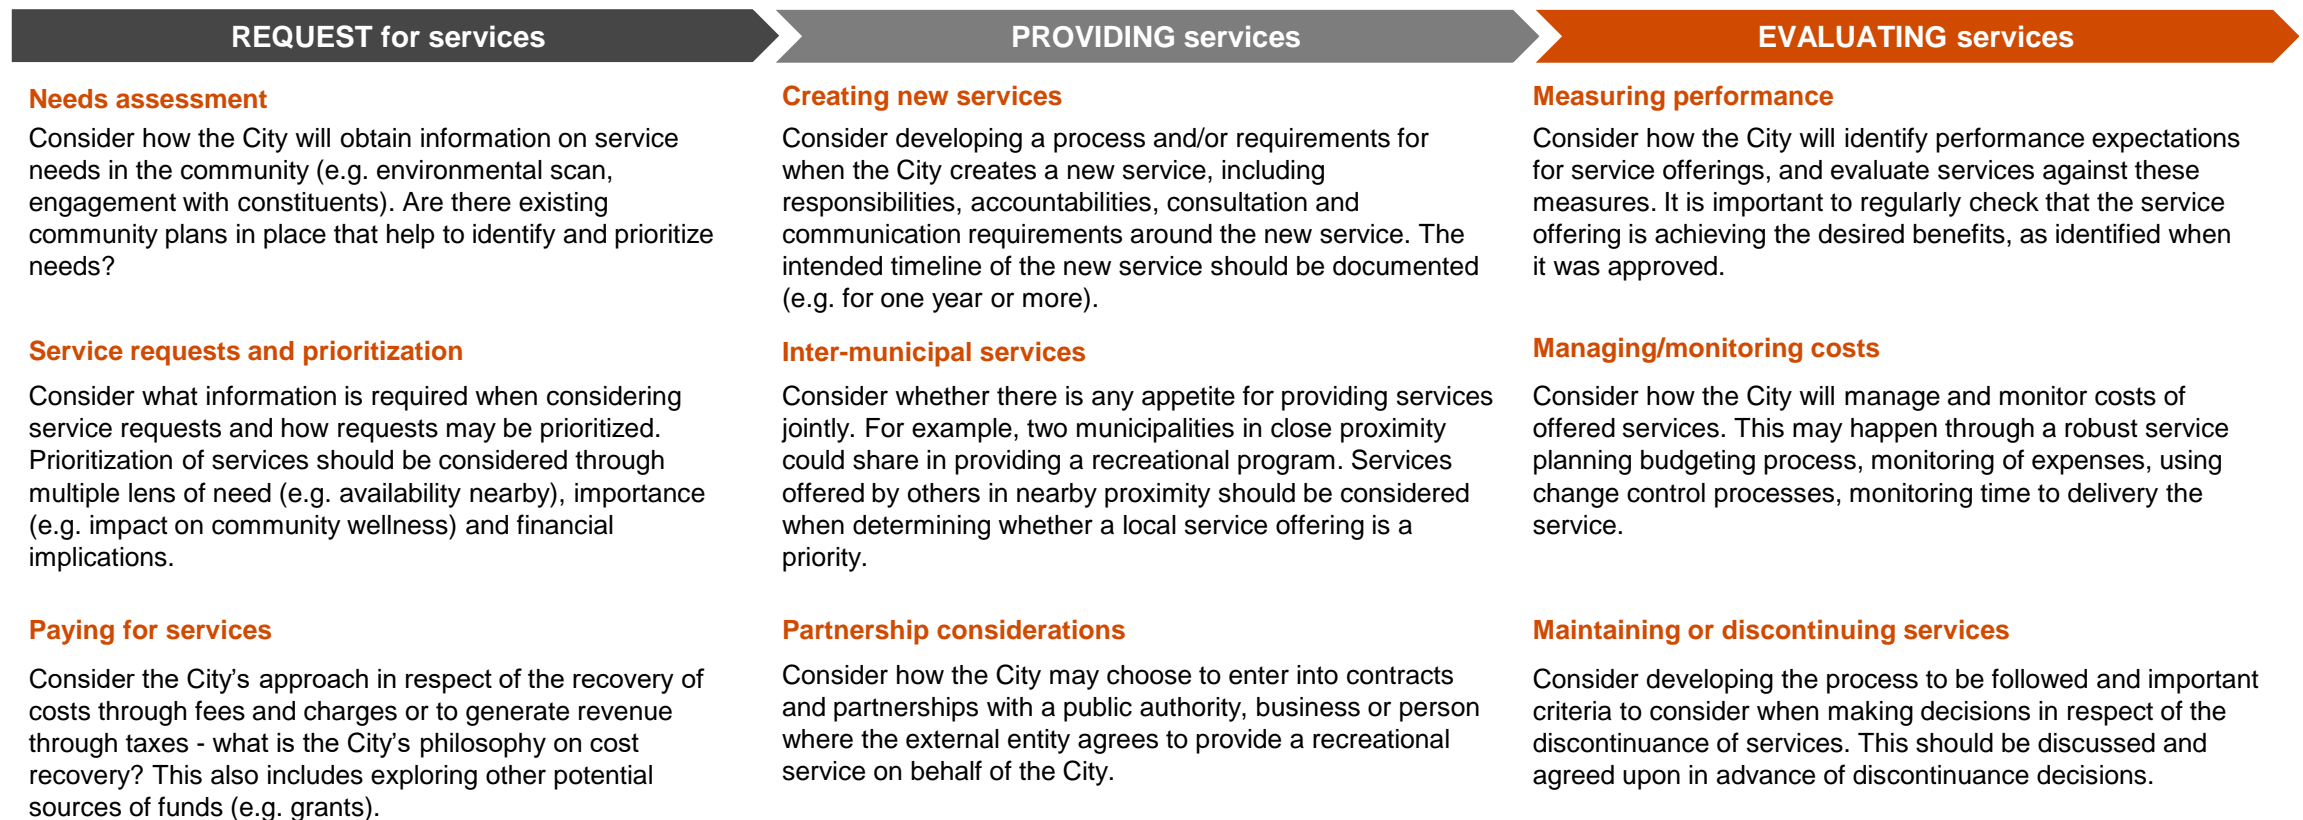 REQUEST for services
Needs assessment
Consider how the City will obtain information on service
needs in the community (e.g. environmental scan,
engagement with constituents). Are there existing
community plans in place that help to identify and prioritize
needs?
Service requests and prioritization
Consider what information is required when considering
service requests and how requests may be prioritized.
Prioritization of services should be considered through
multiple lens of need (e.g. availability nearby), importance
(e.g. impact on community wellness) and financial
implications.
Paying for services
Consider the City’s approach in respect of the recovery of
costs through fees and charges or to generate revenue
through taxes - what is the City’s philosophy on cost
recovery? This also includes exploring other potential
sources of funds (e.g. grants).
PROVIDING services
Creating new services
Consider developing a process and/or requirements for
when the City creates a new service, including
responsibilities, accountabilities, consultation and
communication requirements around the new service. The
intended timeline of the new service should be documented
(e.g. for one year or more).
Inter-municipal services
Consider whether there is any appetite for providing services
jointly. For example, two municipalities in close proximity
could share in providing a recreational program. Services
offered by others in nearby proximity should be considered
when determining whether a local service offering is a
priority.
Partnership considerations
Consider how the City may choose to enter into contracts
and partnerships with a public authority, business or person
where the external entity agrees to provide a recreational
service on behalf of the City.
EVALUATING services
Measuring performance
Consider how the City will identify performance expectations
for service offerings, and evaluate services against these
measures. It is important to regularly check that the service
offering is achieving the desired benefits, as identified when
it was approved.
Managing/monitoring costs
Consider how the City will manage and monitor costs of
offered services. This may happen through a robust service
planning budgeting process, monitoring of expenses, using
change control processes, monitoring time to delivery the
service.
Maintaining or discontinuing services
Consider developing the process to be followed and important
criteria to consider when making decisions in respect of the
discontinuance of services. This should be discussed and
agreed upon in advance of discontinuance decisions.